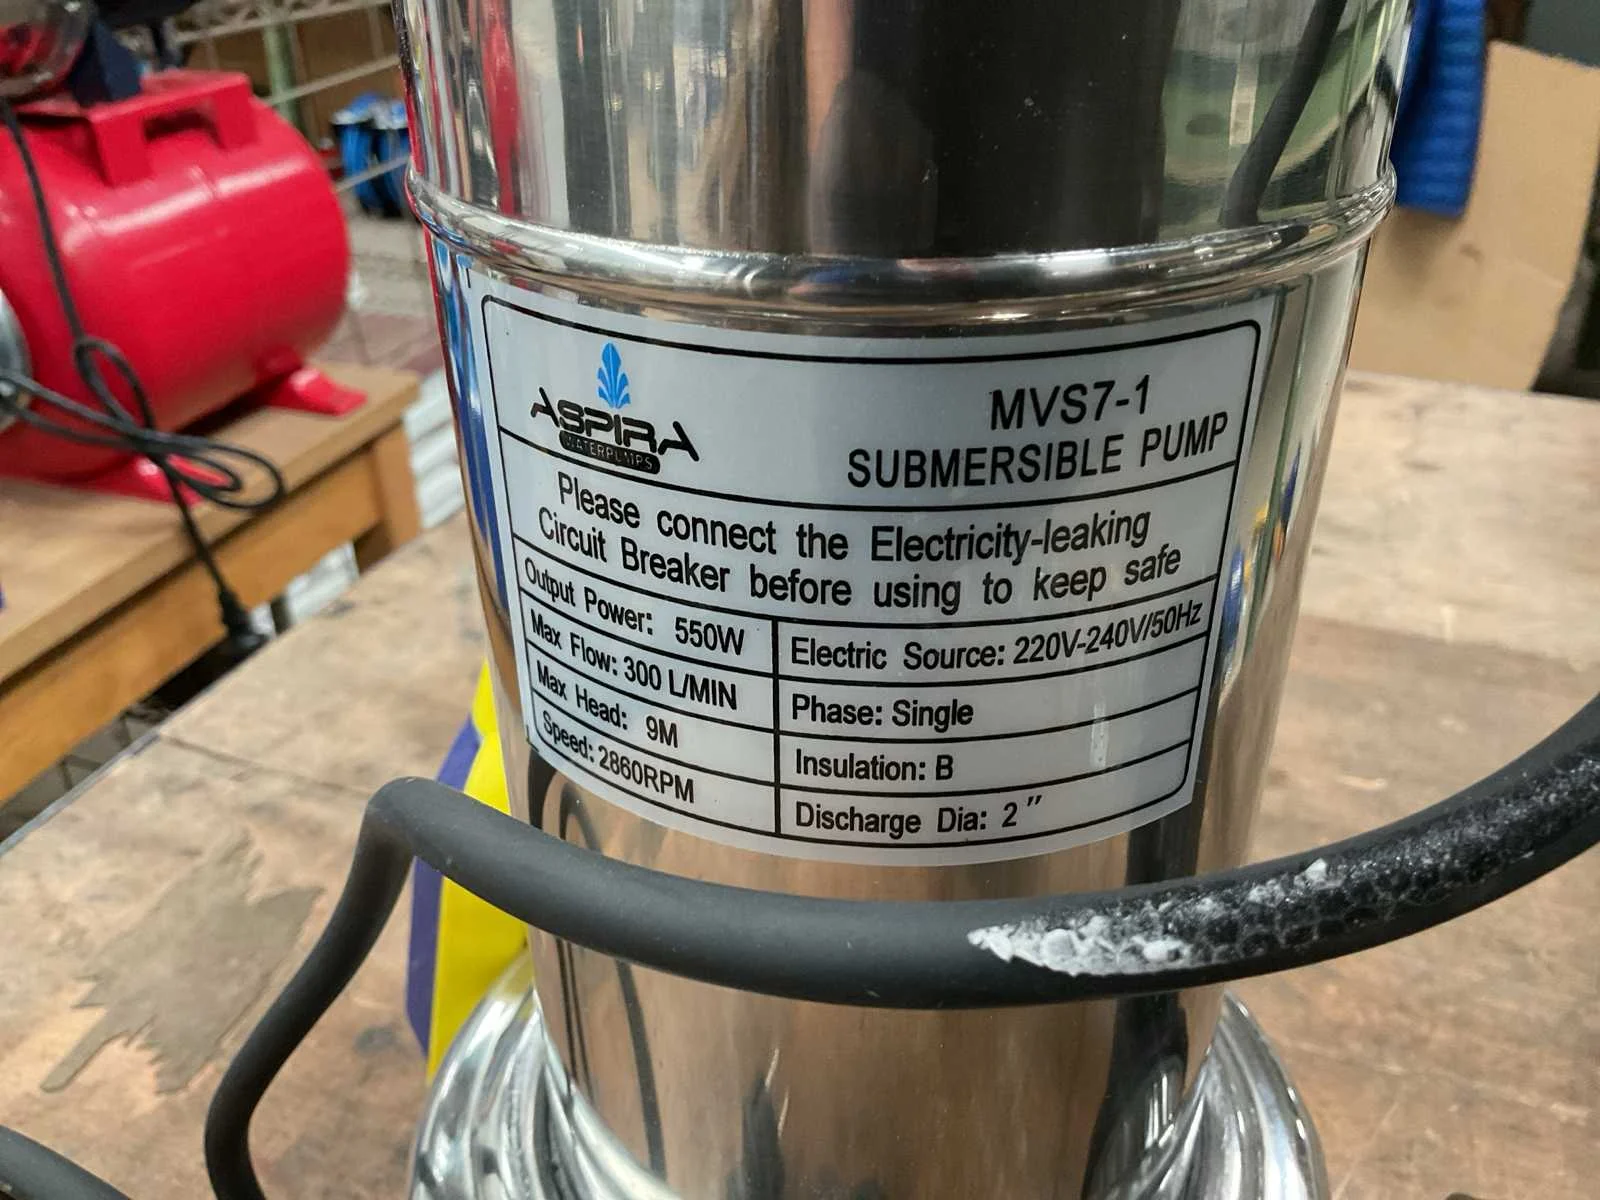 ASPIRA
WATERPUMPS
MVS7-1
SUBMERSIBLE PUMP
Please connect the Electricity-leaking
Circuit Breaker before using to keep safe
Output Power: 550W
Electric Source: 220V-240V/50Hz
Max Flow: 300 L/MIN
Phase: Single
Max Head: 9M
Insulation: B
Speed: 2860RPM
Discharge Dia: 2"